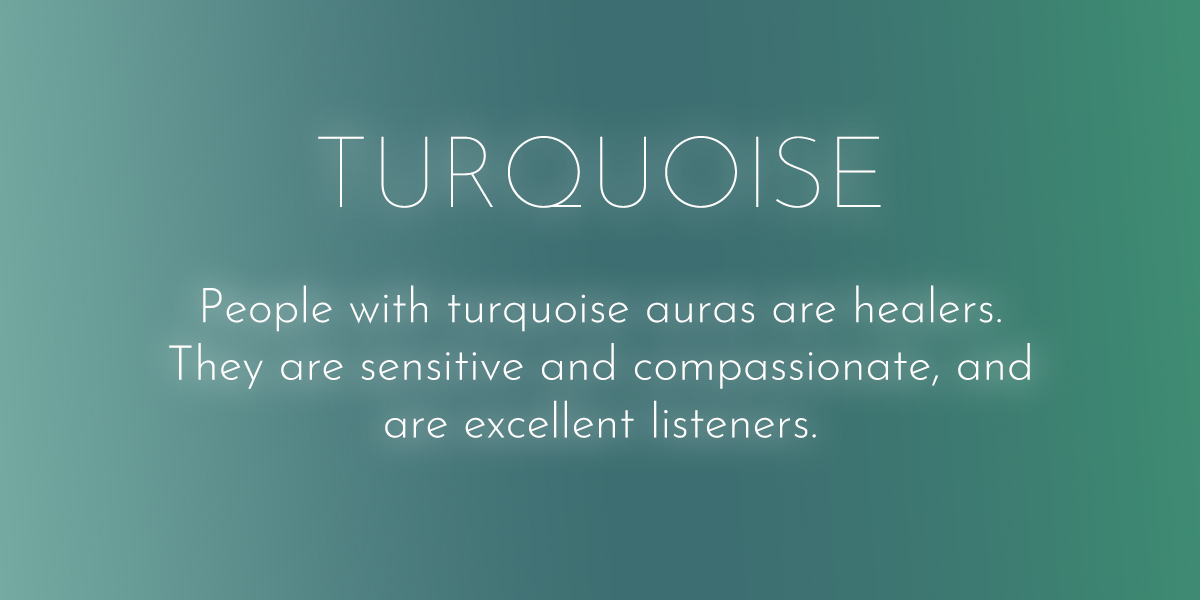 TURQUOISE
People with turquoise auras are healers.
They are sensitive and compassionate, and
are excellent listeners.